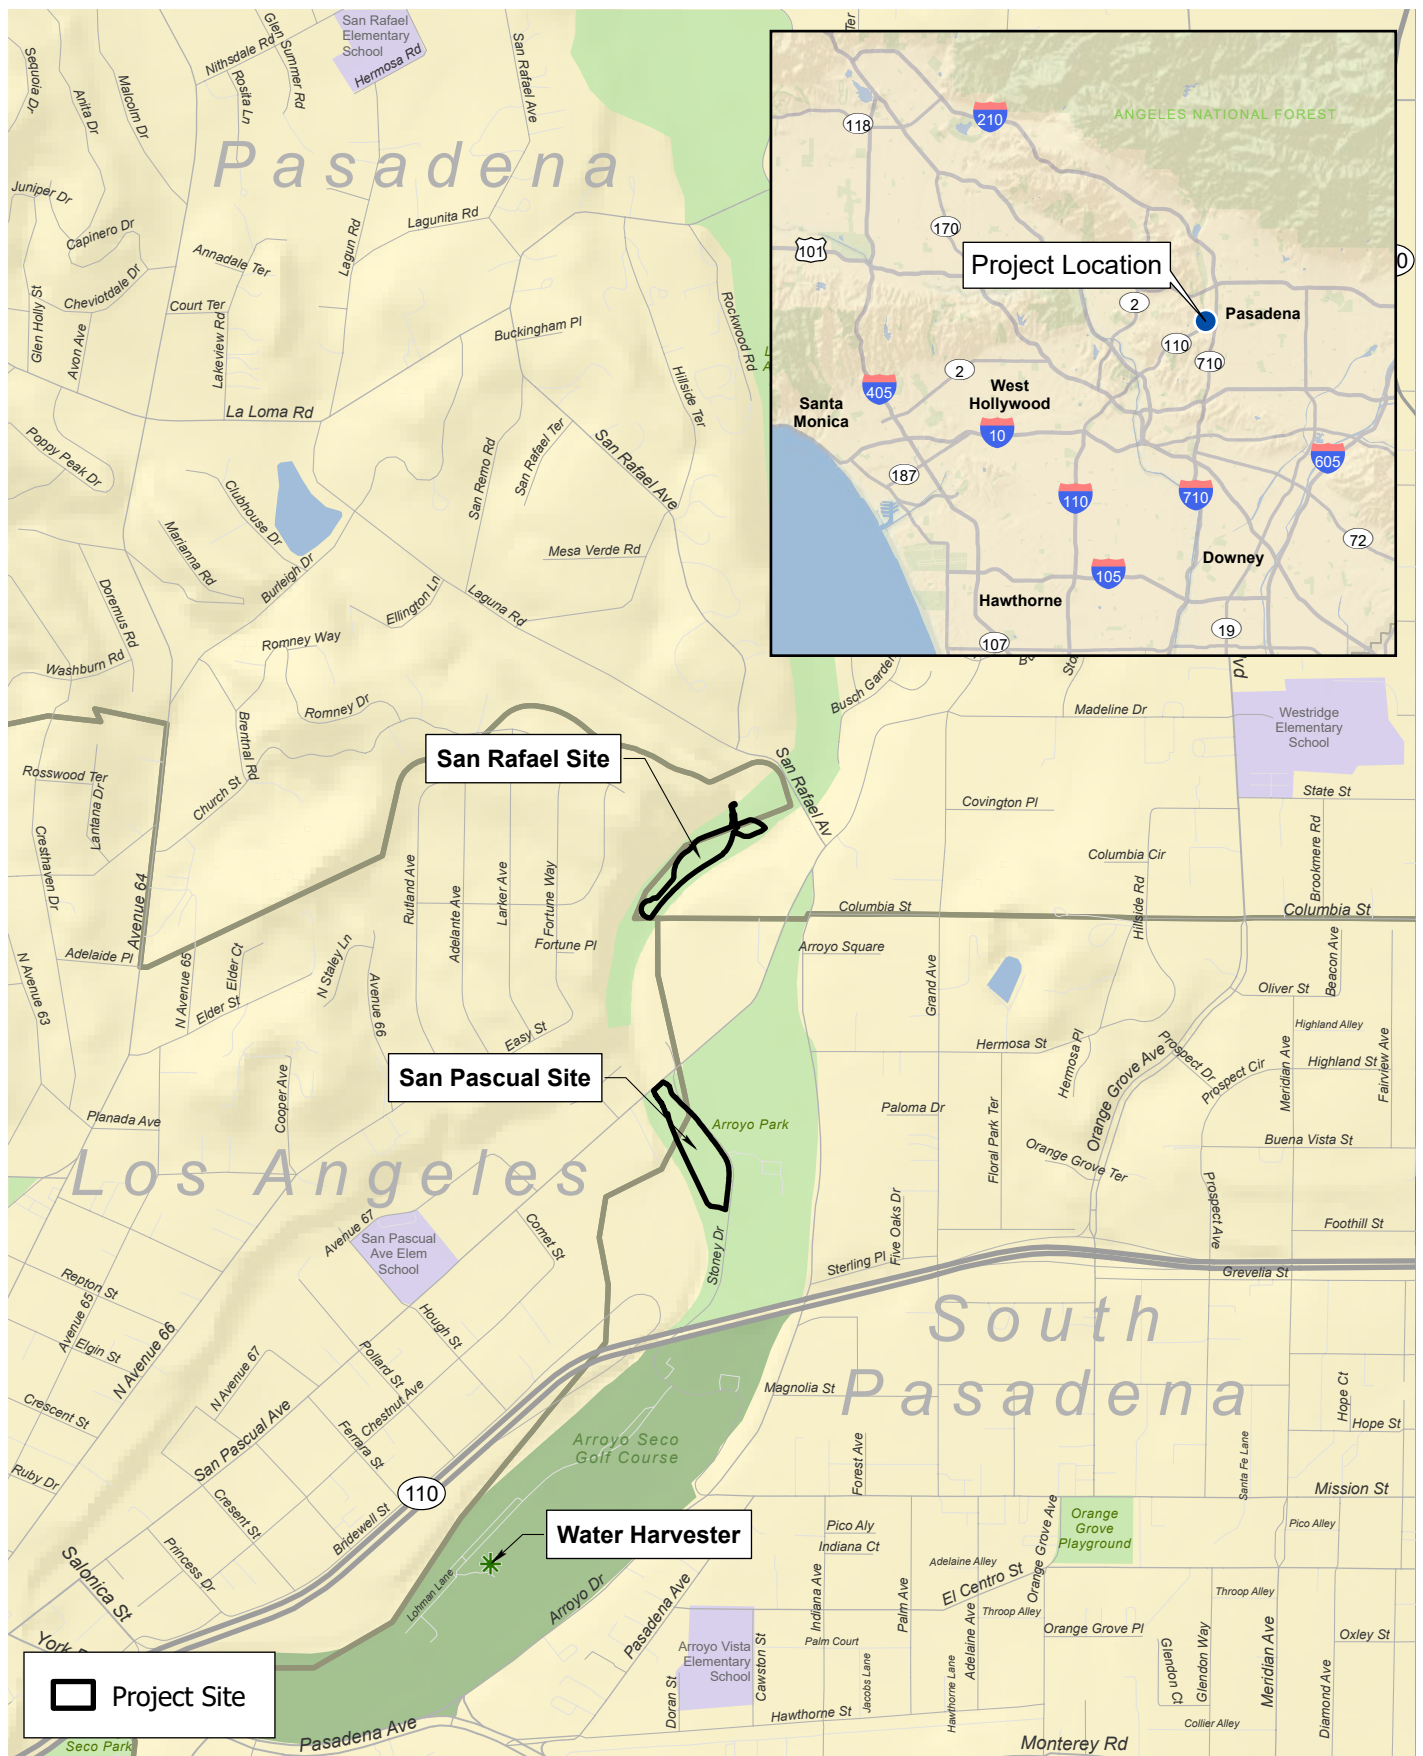 San Rafael
Elementary
School
Hermosa Rd
Nithsdale Rd
Glen Summer Rd
Rosita Ln
San Rafael Ave
Sequoia Dr
Anita Dr
Malcolm Dr
Pasadena
Juniper Dr
Capinero Dr
Cheviotdale Dr
Annadale Ter
Court Ter
Lakeview Rd
Lagun Rd
Lagunita Rd
Glen Holly St
Avon Ave
Buckingham Pl
Rockwood Rd
Hillside Ter
La Loma Rd
Poppy Peak Dr
San Remo Rd
San Rafael Ter
San Rafael Ave
Clubhouse Dr
Marianna Rd
Burleigh Dr
Mesa Verde Rd
Doremus Rd
Ellington Ln
Laguna Rd
Romney Way
Washburn Rd
Romney Dr
Brentnal Rd
Church St
Rosswood Ter
Lantana Dr
Cresthaven Dr
Ter
ANGELES NATIONAL FOREST
118
210
170
101
Project Location
2
Pasadena
110
710
2
405
West
Hollywood
Santa
Monica
10
605
187
110
710
72
Downey
105
Hawthorne
19
107
Busch Garden
Madeline Dr
Westridge
Elementary
School
State St
San Rafael Site
San Rafael Av
Covington Pl
Brookmere Rd
Columbia Cir
Hillside Rd
Columbia St
Columbia St
Rutland Ave
Adelante Ave
Larker Ave
Fortune Way
Fortune Pl
Avenue 64
Adelaide Pl
N Avenue 63
N Avenue 65
Elder Ct
Elder St
N Staley Ln
Avenue 66
Easy St
Arroyo Square
Grand Ave
Beacon Ave
Oliver St
Highland Alley
Hermosa St
Hermosa Pl
Orange Grove Ave
Prospect Dr
Prospect Cir
Meridian Ave
Highland St
Fairview Ave
San Pascual Site
Planada Ave
Cooper Ave
Arroyo Park
Paloma Dr
Floral Park Ter
Orange Grove Ter
Buena Vista St
Los Angeles
Avenue 67
San Pascual
Ave Elem
School
Comet St
Stoney Dr
Five Oaks Dr
Sterling Pl
Prospect Ave
Foothill St
Grevelia St
Repton St
Avenue 65
Elgin St
N Avenue 66
Hough St
Pollard St
Chestnut Ave
N Avenue 67
San Pascual Ave
Ferrara St
Crescent St
Ruby Dr
Cresent St
Bridewell St
110
Princess Dr
Salonica St
South
Pasadena
Magnolia St
Hope Ct
Hope St
Forest Ave
Santa Fe Lane
Mission St
Arroyo Seco
Golf Course
Water Harvester
Lohman Lane
Arroyo Dr
Pasadena Ave
Pico Aly
Indiana Ct
Indiana Ave
Orange
Grove
Playground
Orange Grove Ave
Pico Alley
Adelaine Alley
El Centro St
Palm Ave
Throop Alley
Throop Alley
Adelaine Ave
Orange Grove Pl
Oxley St
Arroyo Vista
Elementary
School
Cawston St
Palm Court
Jacobs Lane
Hawthorne Lane
Doran St
Hawthorne St
Glendon Ct
Glendon Way
Meridian Ave
Diamond Ave
Collier Alley
Monterey Rd
Pasadena Ave
York
Project Site
Seco Park